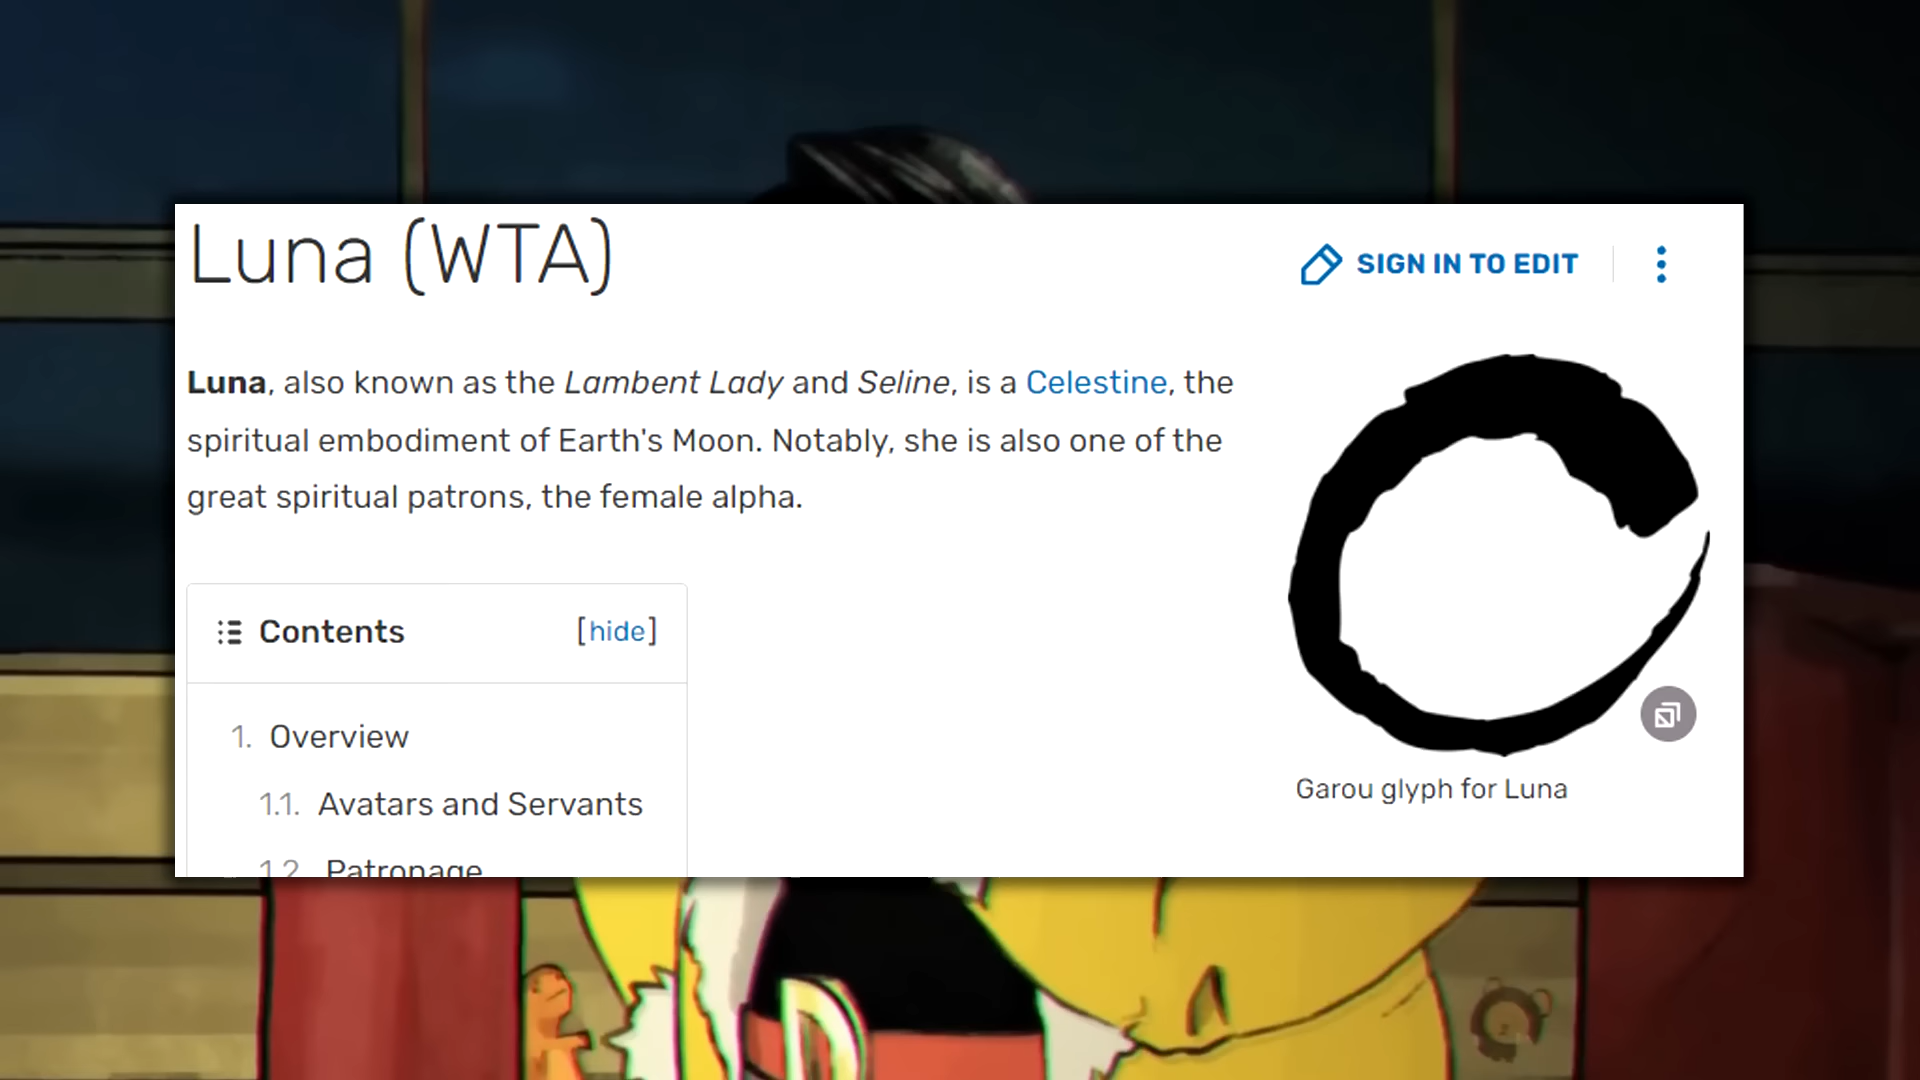 Luna (WTA)
SIGN IN TO EDIT
Luna, also known as the Lambent Lady and Seline, is a Celestine, the
spiritual embodiment of Earth's Moon. Notably, she is also one of the
great spiritual patrons, the female alpha.
Contents [hide]
1. Overview
1.1. Avatars and Servants
1.2. Patronage
Garou glyph for Luna